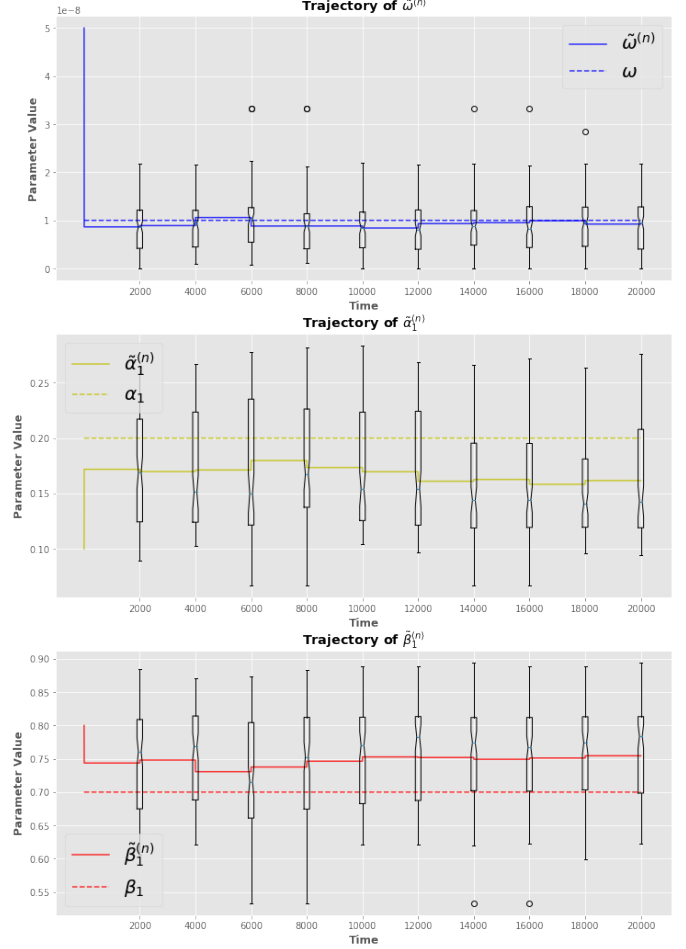 Trajectory of ω̃⁽ⁿ⁾
1e−8
5
4
3
2
1
0
Parameter Value
ω̃⁽ⁿ⁾
ω
2000 4000 6000 8000 10000 12000 14000 16000 18000 20000
Time
Trajectory of α̃₁⁽ⁿ⁾
0.25
0.20
0.15
0.10
Parameter Value
α̃₁⁽ⁿ⁾
α₁
2000 4000 6000 8000 10000 12000 14000 16000 18000 20000
Time
Trajectory of β̃₁⁽ⁿ⁾
0.90
0.85
0.80
0.75
0.70
0.65
0.60
0.55
Parameter Value
β̃₁⁽ⁿ⁾
β₁
2000 4000 6000 8000 10000 12000 14000 16000 18000 20000
Time